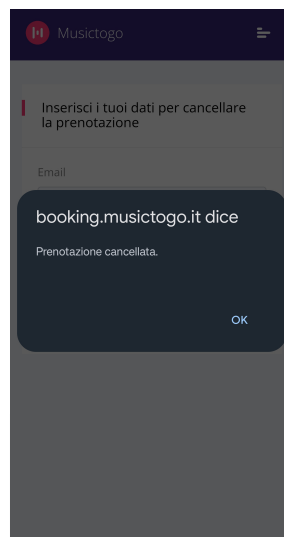 Musictogo
Inserisci i tuoi dati per cancellare
la prenotazione
Email
booking.musictogo.it dice
Prenotazione cancellata.
OK